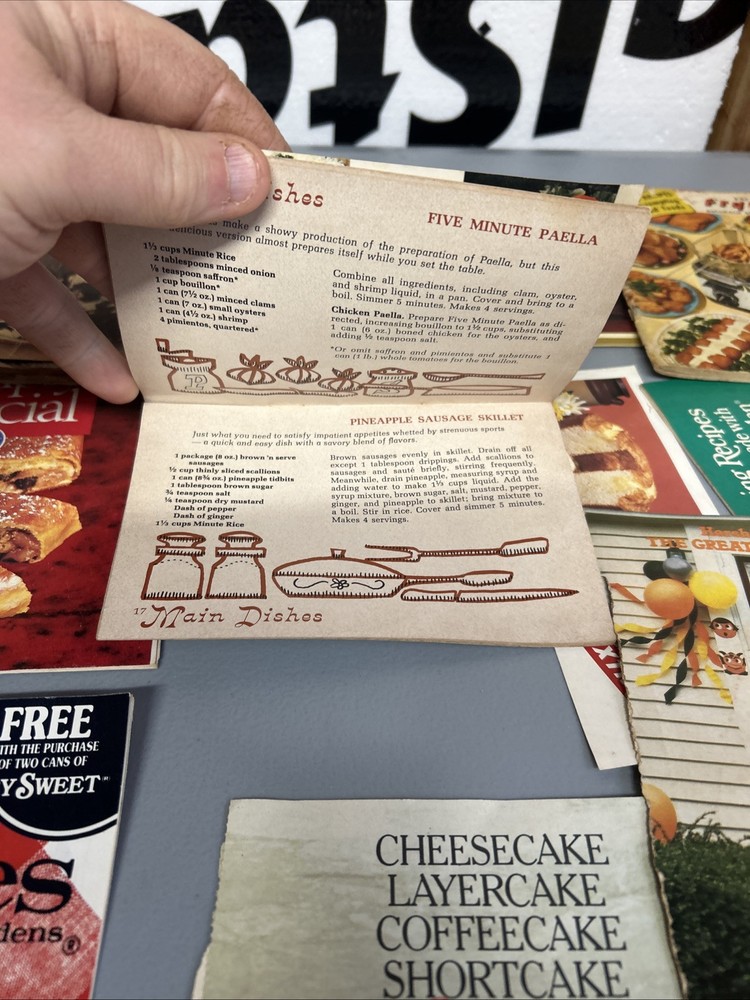 shes
FIVE MINUTE PAELLA
make a showy production of the preparation of Paella, but this
delicious version almost prepares itself while you set the table.
1⅓ cups Minute Rice
2 tablespoons minced onion
⅛ teaspoon saffron*
1 cup bouillon*
1 can (7½ oz.) minced clams
1 can (7 oz.) small oysters
1 can (4½ oz.) shrimp
4 pimientos, quartered*
Combine all ingredients, including clam, oyster,
and shrimp liquid, in a pan. Cover and bring to a
boil. Simmer 5 minutes. Makes 4 servings.
Chicken Paella. Prepare Five Minute Paella as di-
rected, increasing bouillon to 1⅓ cups, substituting
1 can (6 oz.) boned chicken for the oysters, and
adding ½ teaspoon salt.
*Or omit saffron and pimientos and substitute 1
can (1 lb.) whole tomatoes for the bouillon.
PINEAPPLE SAUSAGE SKILLET
Just what you need to satisfy impatient appetites whetted by strenuous sports
— a quick and easy dish with a savory blend of flavors.
1 package (8 oz.) brown 'n serve
sausages
½ cup thinly sliced scallions
1 can (8¾ oz.) pineapple tidbits
1 tablespoon brown sugar
¾ teaspoon salt
¼ teaspoon dry mustard
Dash of pepper
Dash of ginger
1⅓ cups Minute Rice
Brown sausages evenly in skillet. Drain off all
except 1 tablespoon drippings. Add scallions to
sausages and sauté briefly, stirring frequently.
Meanwhile, drain pineapple, measuring syrup and
adding water to make 1⅓ cups liquid. Add the
syrup mixture, brown sugar, salt, mustard, pepper,
ginger, and pineapple to skillet; bring mixture to
a boil. Stir in rice. Cover and simmer 5 minutes.
Makes 4 servings.
17 Main Dishes
cial
Recipes
with
THE GREA
FREE
ITH THE PURCHASE
OF TWO CANS OF
Y SWEET
es
dens®
CHEESECAKE
LAYERCAKE
COFFEECAKE
SHORTCAKE